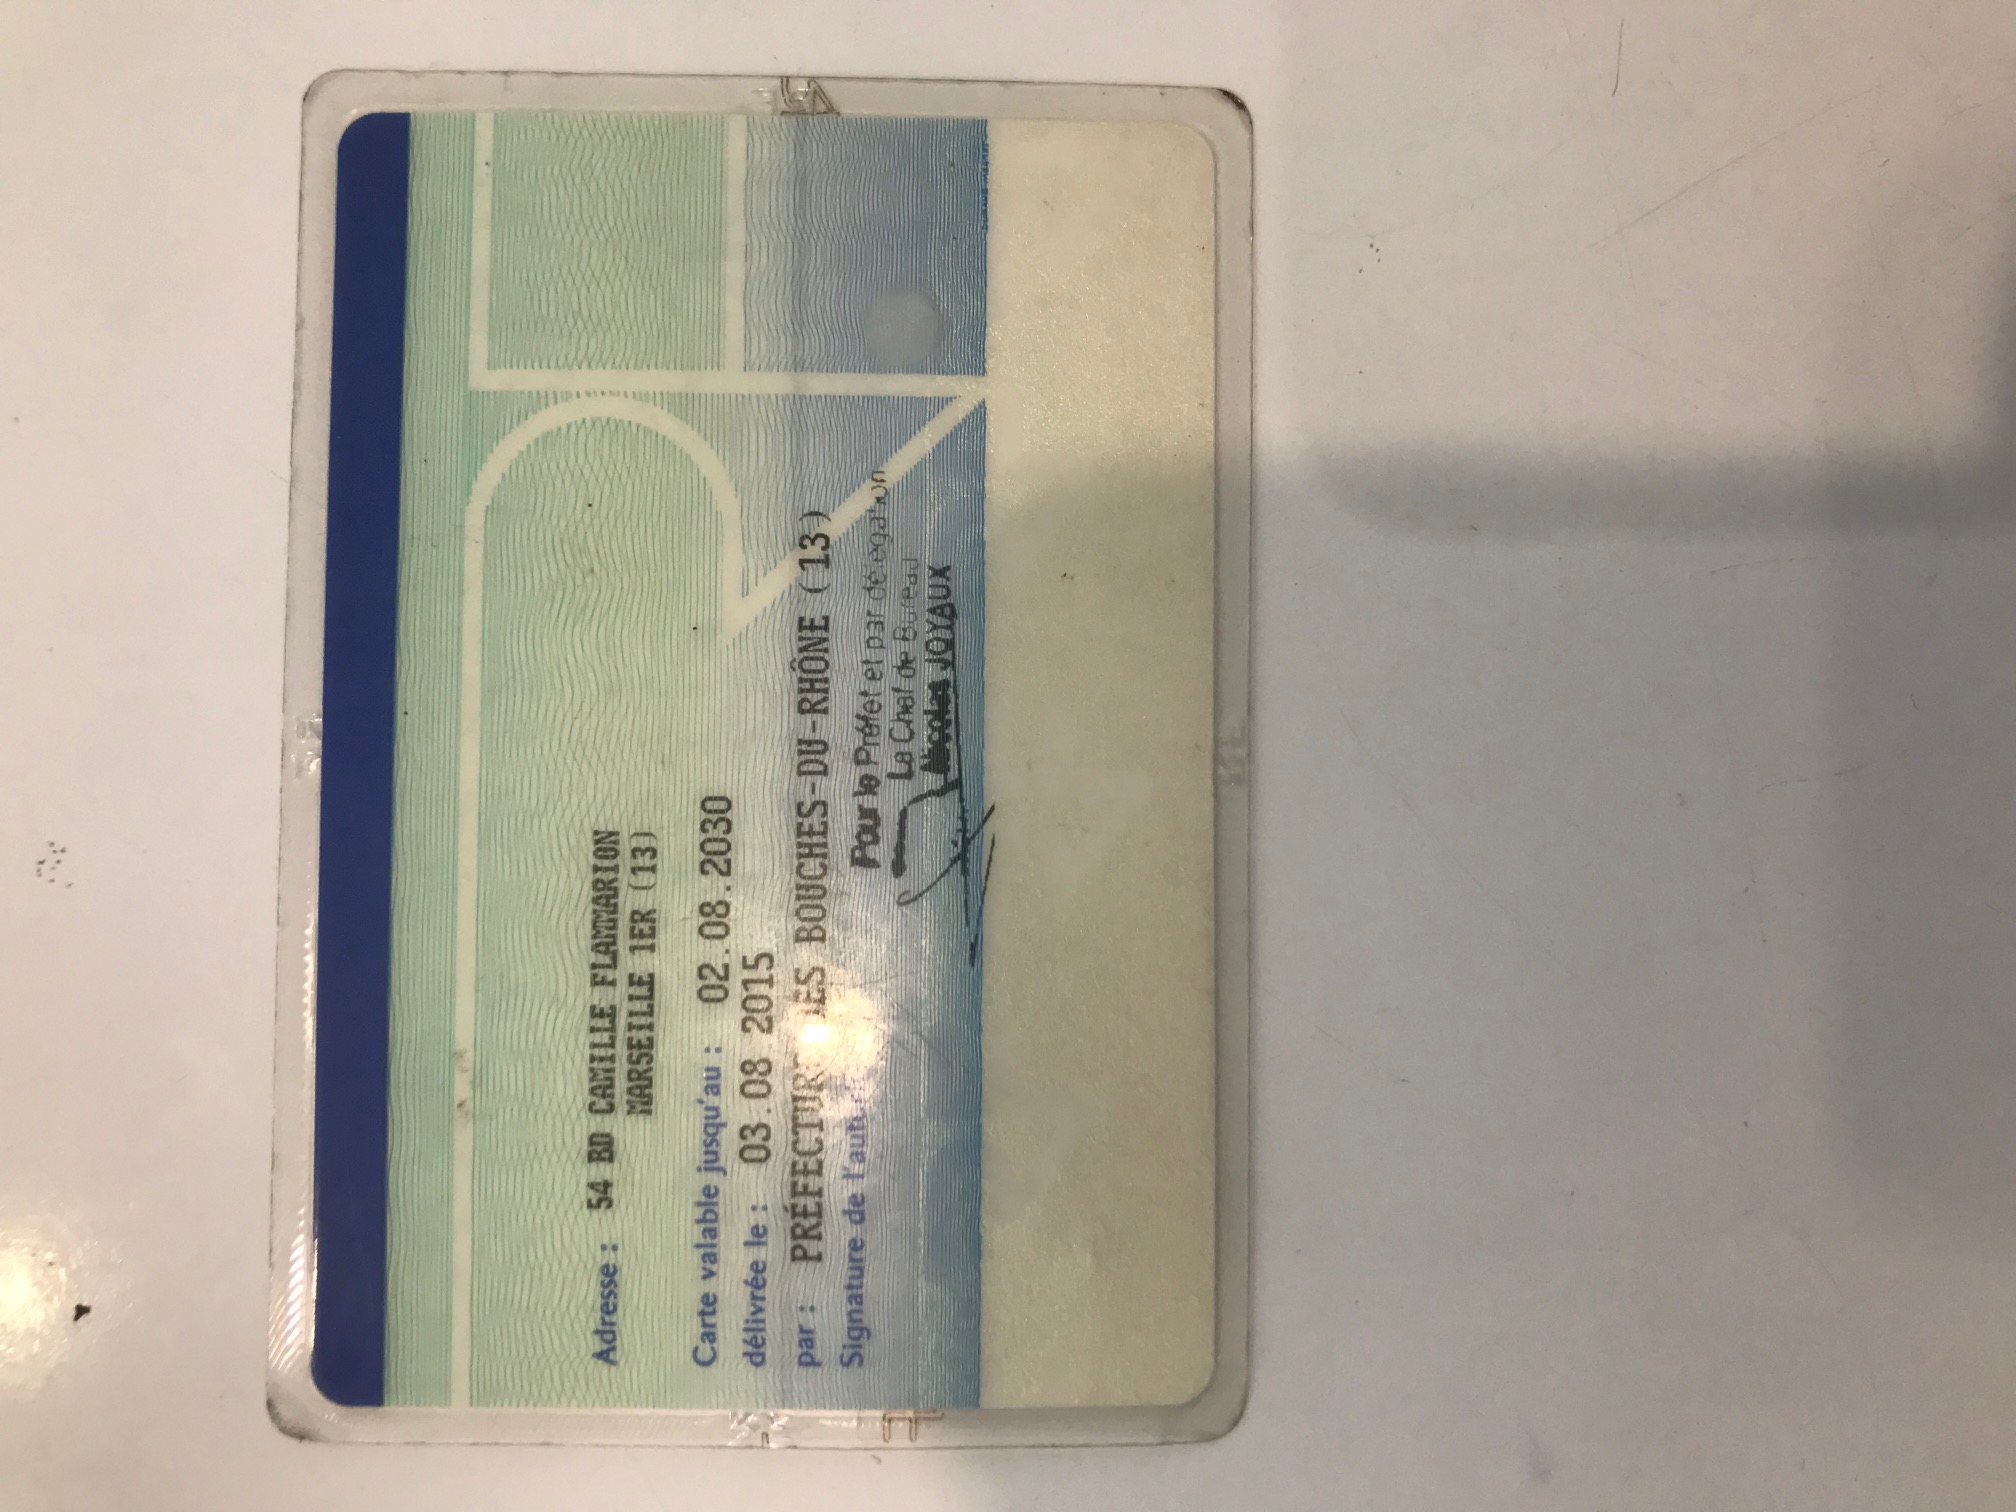 Adresse : 54 BD CAMILLE FLAMMARION
MARSEILLE 1ER (13)
Carte valable jusqu'au : 02.08.2030
délivrée le : 03.08 2015
par : PRÉFECTURE DES BOUCHES-DU-RHÔNE (13)
Signature de l'autorité
Pour le Préfet et par délégation
Le Chef de Bureau
Nicolas JOYAUX
RF